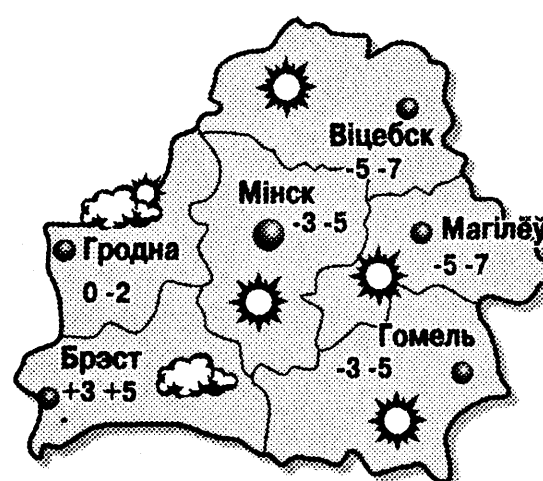 Віцебск
-5 -7
Мінск
-3 -5
Магілёў
-5 -7
Гродна
0 -2
Гомель
-3 -5
Брэст
+3 +5